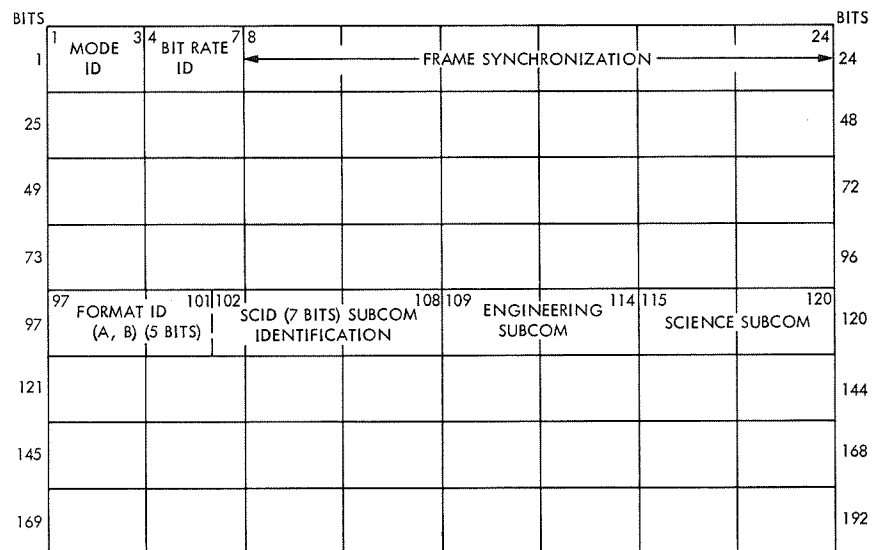 BITS BITS
1 3 4 7 8 24
MODE BIT RATE
1 FRAME SYNCHRONIZATION 24
ID ID
25 48
49 72
73 96
97 101 102 108 109 114 115 120
FORMAT ID SCID (7 BITS) SUBCOM ENGINEERING
97 SCIENCE SUBCOM 120
(A, B) (5 BITS) IDENTIFICATION SUBCOM
121 144
145 168
169 192